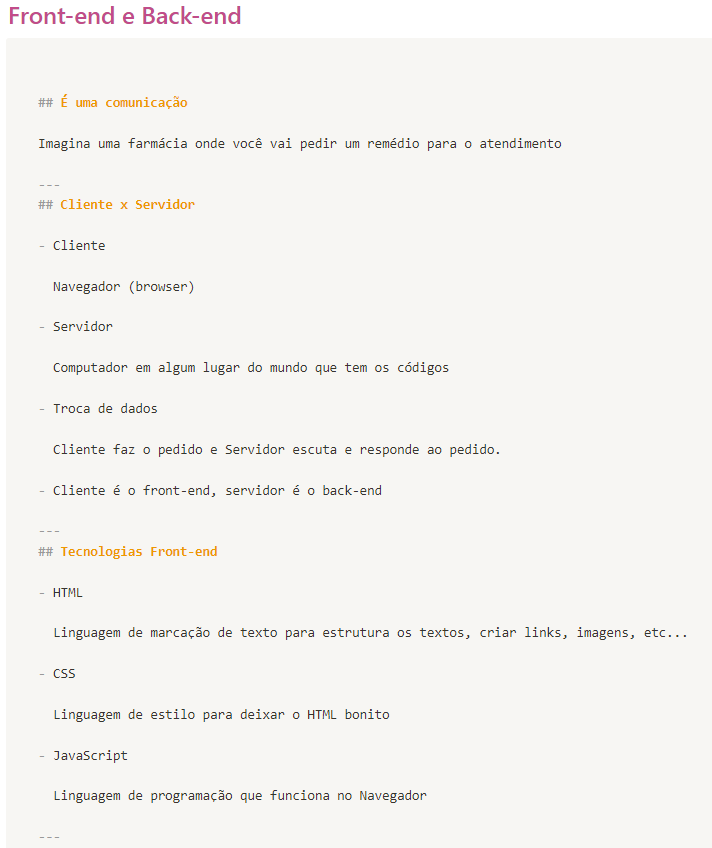 Front-end e Back-end
## É uma comunicação
Imagina uma farmácia onde você vai pedir um remédio para o atendimento
---
## Cliente x Servidor
- Cliente
Navegador (browser)
- Servidor
Computador em algum lugar do mundo que tem os códigos
- Troca de dados
Cliente faz o pedido e Servidor escuta e responde ao pedido.
- Cliente é o front-end, servidor é o back-end
---
## Tecnologias Front-end
- HTML
Linguagem de marcação de texto para estrutura os textos, criar links, imagens, etc...
- CSS
Linguagem de estilo para deixar o HTML bonito
- JavaScript
Linguagem de programação que funciona no Navegador
---